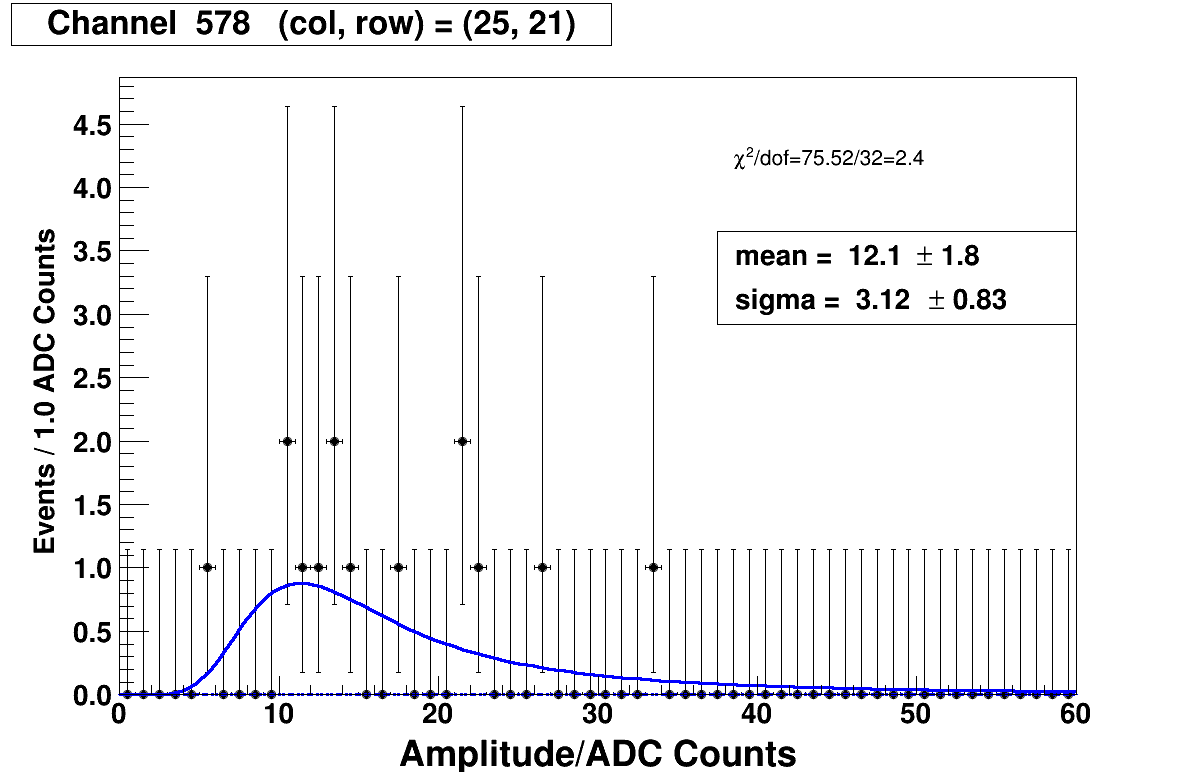 Channel 578 (col, row) = (25, 21)
χ²/dof=75.52/32=2.4
mean = 12.1 ± 1.8
sigma = 3.12 ± 0.83
Events / 1.0 ADC Counts
4.5
4.0
3.5
3.0
2.5
2.0
1.5
1.0
0.5
0.0
0 10 20 30 40 50 60
Amplitude/ADC Counts